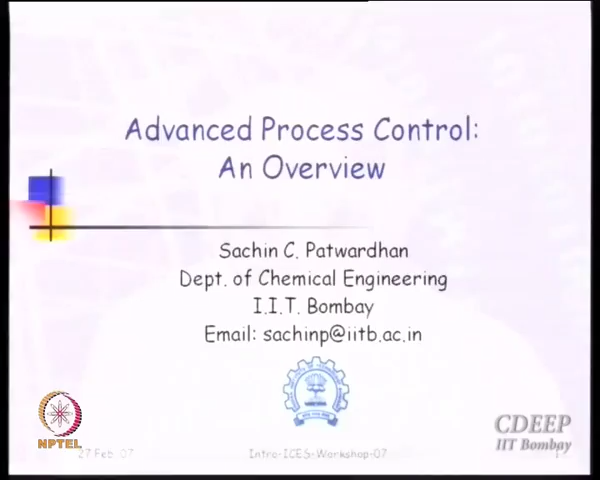 Advanced Process Control:
An Overview
Sachin C. Patwardhan
Dept. of Chemical Engineering
I.I.T. Bombay
Email: sachinp@iitb.ac.in
NPTEL
CDEEP
IIT Bombay
27 Feb 07
Intro-ICES-Workshop-07